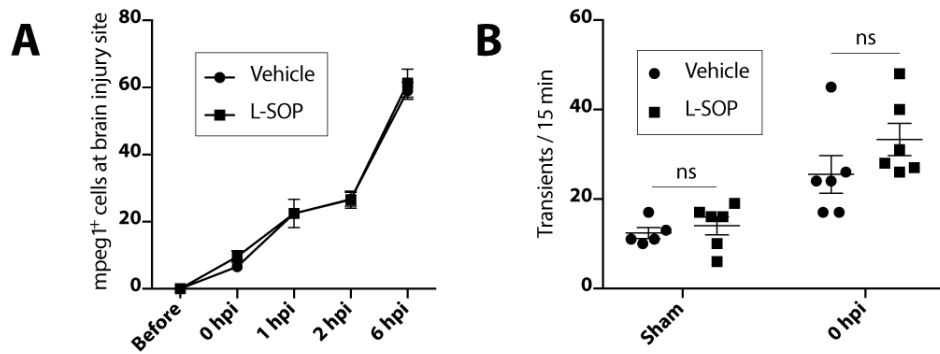 A
mpeg1⁺ cells at brain injury site
80
60
40
20
0
Vehicle
L-SOP
Before
0 hpi
1 hpi
2 hpi
6 hpi
B
Transients / 15 min
60
40
20
0
Vehicle
L-SOP
ns
ns
Sham
0 hpi